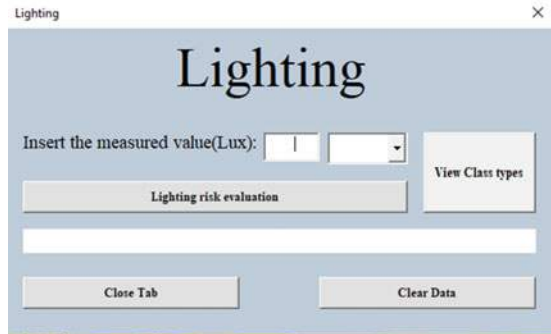 Lighting
Lighting
Insert the measured value(Lux):
View Class types
Lighting risk evaluation
Close Tab
Clear Data